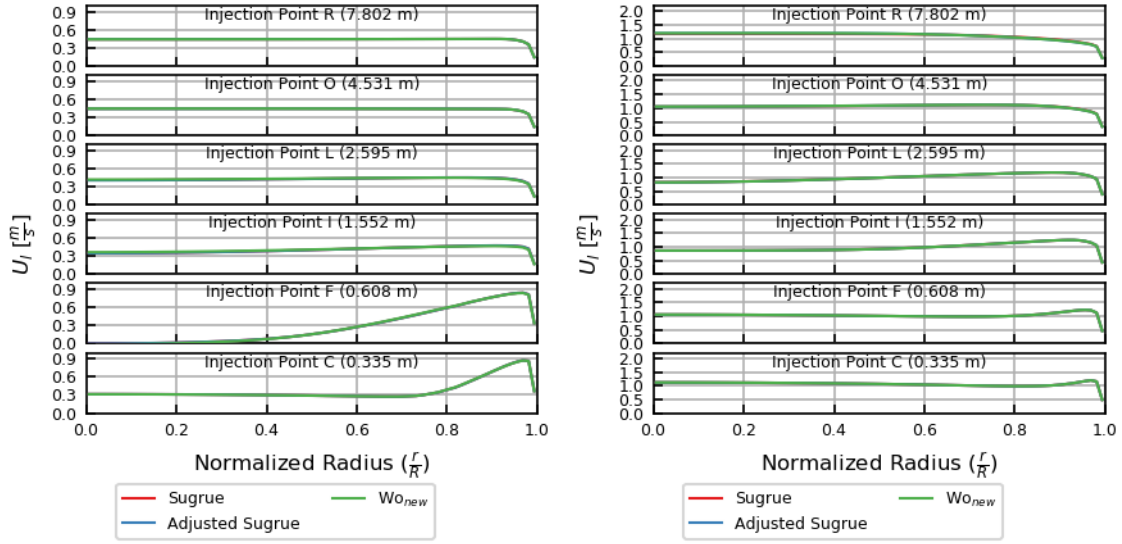 Injection Point R (7.802 m)
0.9
0.6
0.3
0.0
Injection Point O (4.531 m)
0.9
0.6
0.3
0.0
Injection Point L (2.595 m)
0.9
0.6
0.3
0.0
Injection Point I (1.552 m)
0.9
0.6
0.3
0.0
Injection Point F (0.608 m)
0.9
0.6
0.3
0.0
Injection Point C (0.335 m)
0.9
0.6
0.3
0.0
0.0 0.2 0.4 0.6 0.8 1.0
U_l [m/s]
Normalized Radius (r/R)
Sugrue
Adjusted Sugrue
Wo_new
Injection Point R (7.802 m)
2.0
1.5
1.0
0.5
0.0
Injection Point O (4.531 m)
2.0
1.5
1.0
0.5
0.0
Injection Point L (2.595 m)
2.0
1.5
1.0
0.5
0.0
Injection Point I (1.552 m)
2.0
1.5
1.0
0.5
0.0
Injection Point F (0.608 m)
2.0
1.5
1.0
0.5
0.0
Injection Point C (0.335 m)
2.0
1.5
1.0
0.5
0.0
0.0 0.2 0.4 0.6 0.8 1.0
U_l [m/s]
Normalized Radius (r/R)
Sugrue
Adjusted Sugrue
Wo_new